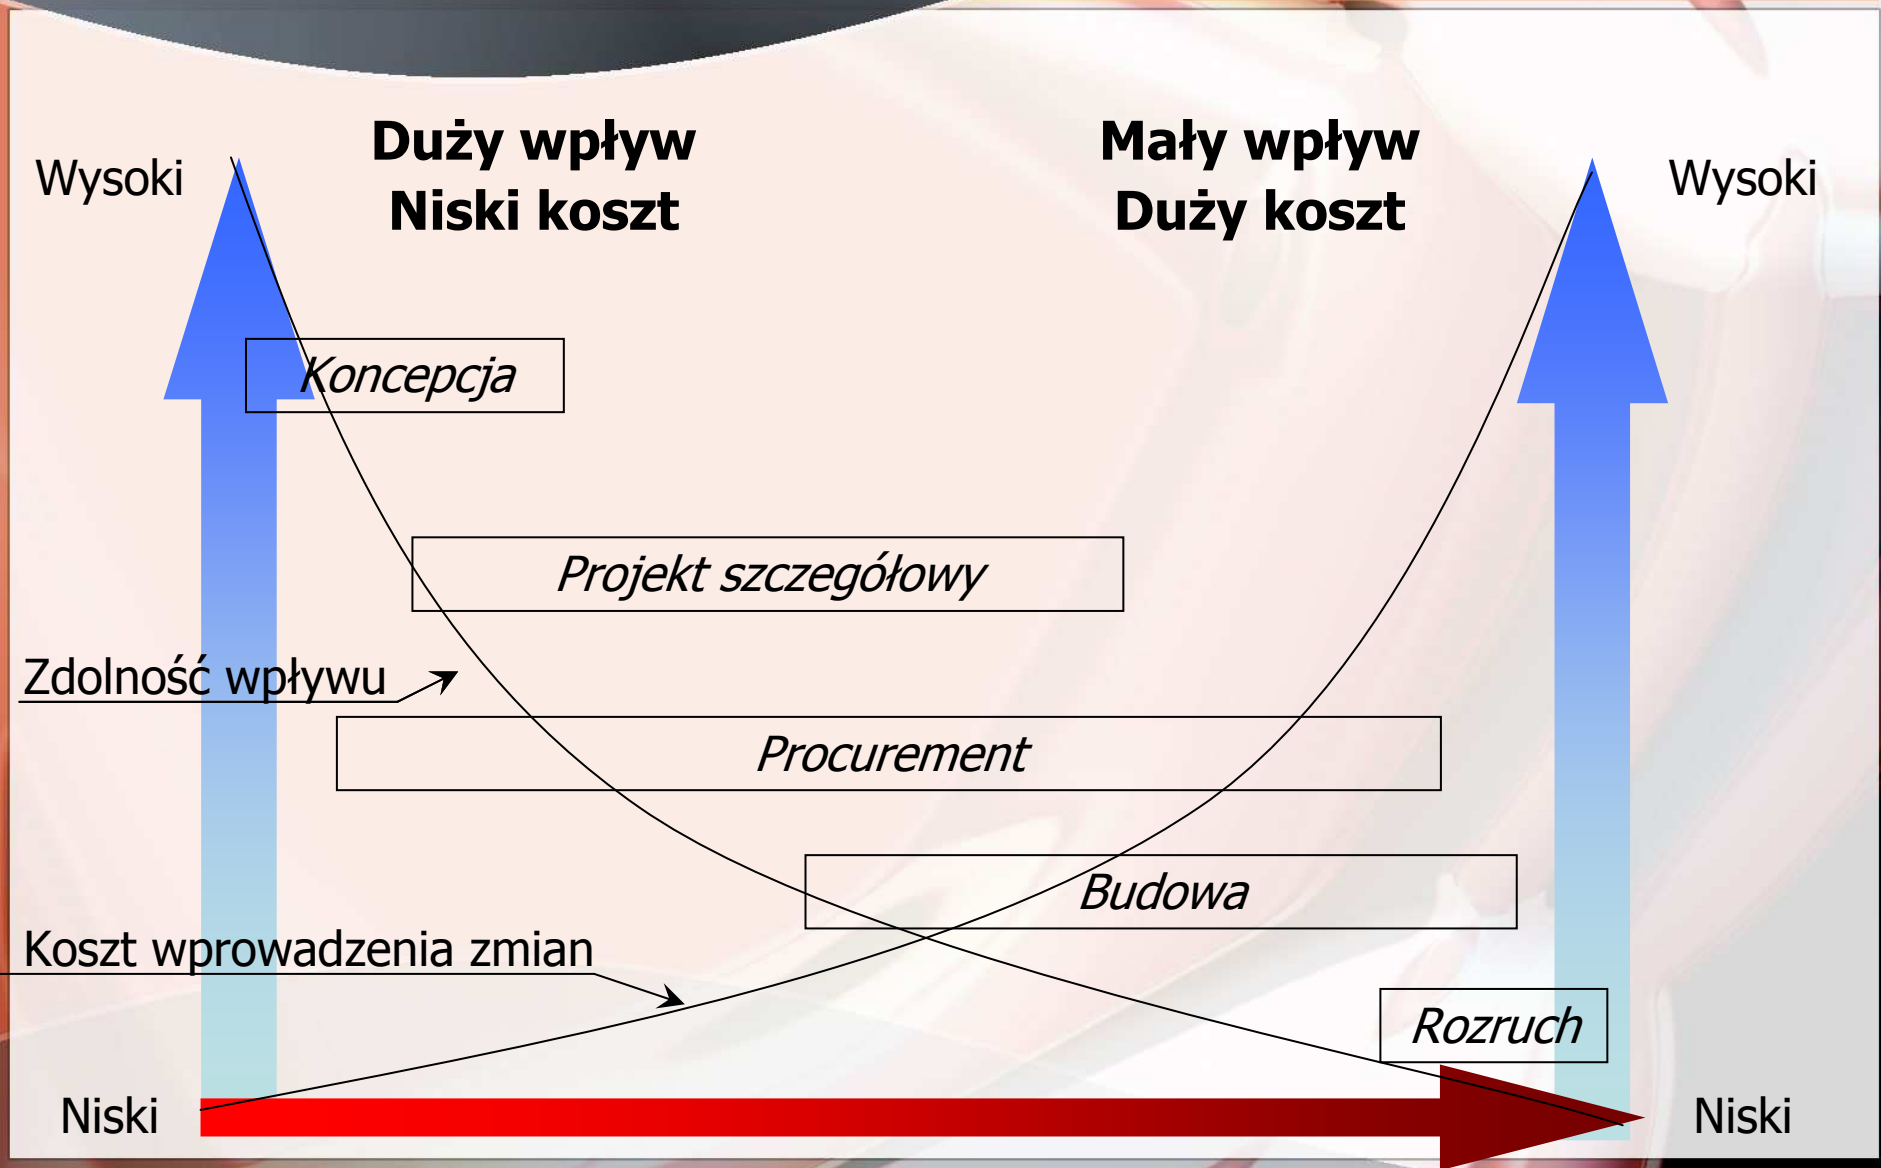 Wysoki
Duży wpływ
Niski koszt
Mały wpływ
Duży koszt
Wysoki
Koncepcja
Projekt szczegółowy
Zdolność wpływu
Procurement
Budowa
Koszt wprowadzenia zmian
Rozruch
Niski
Niski